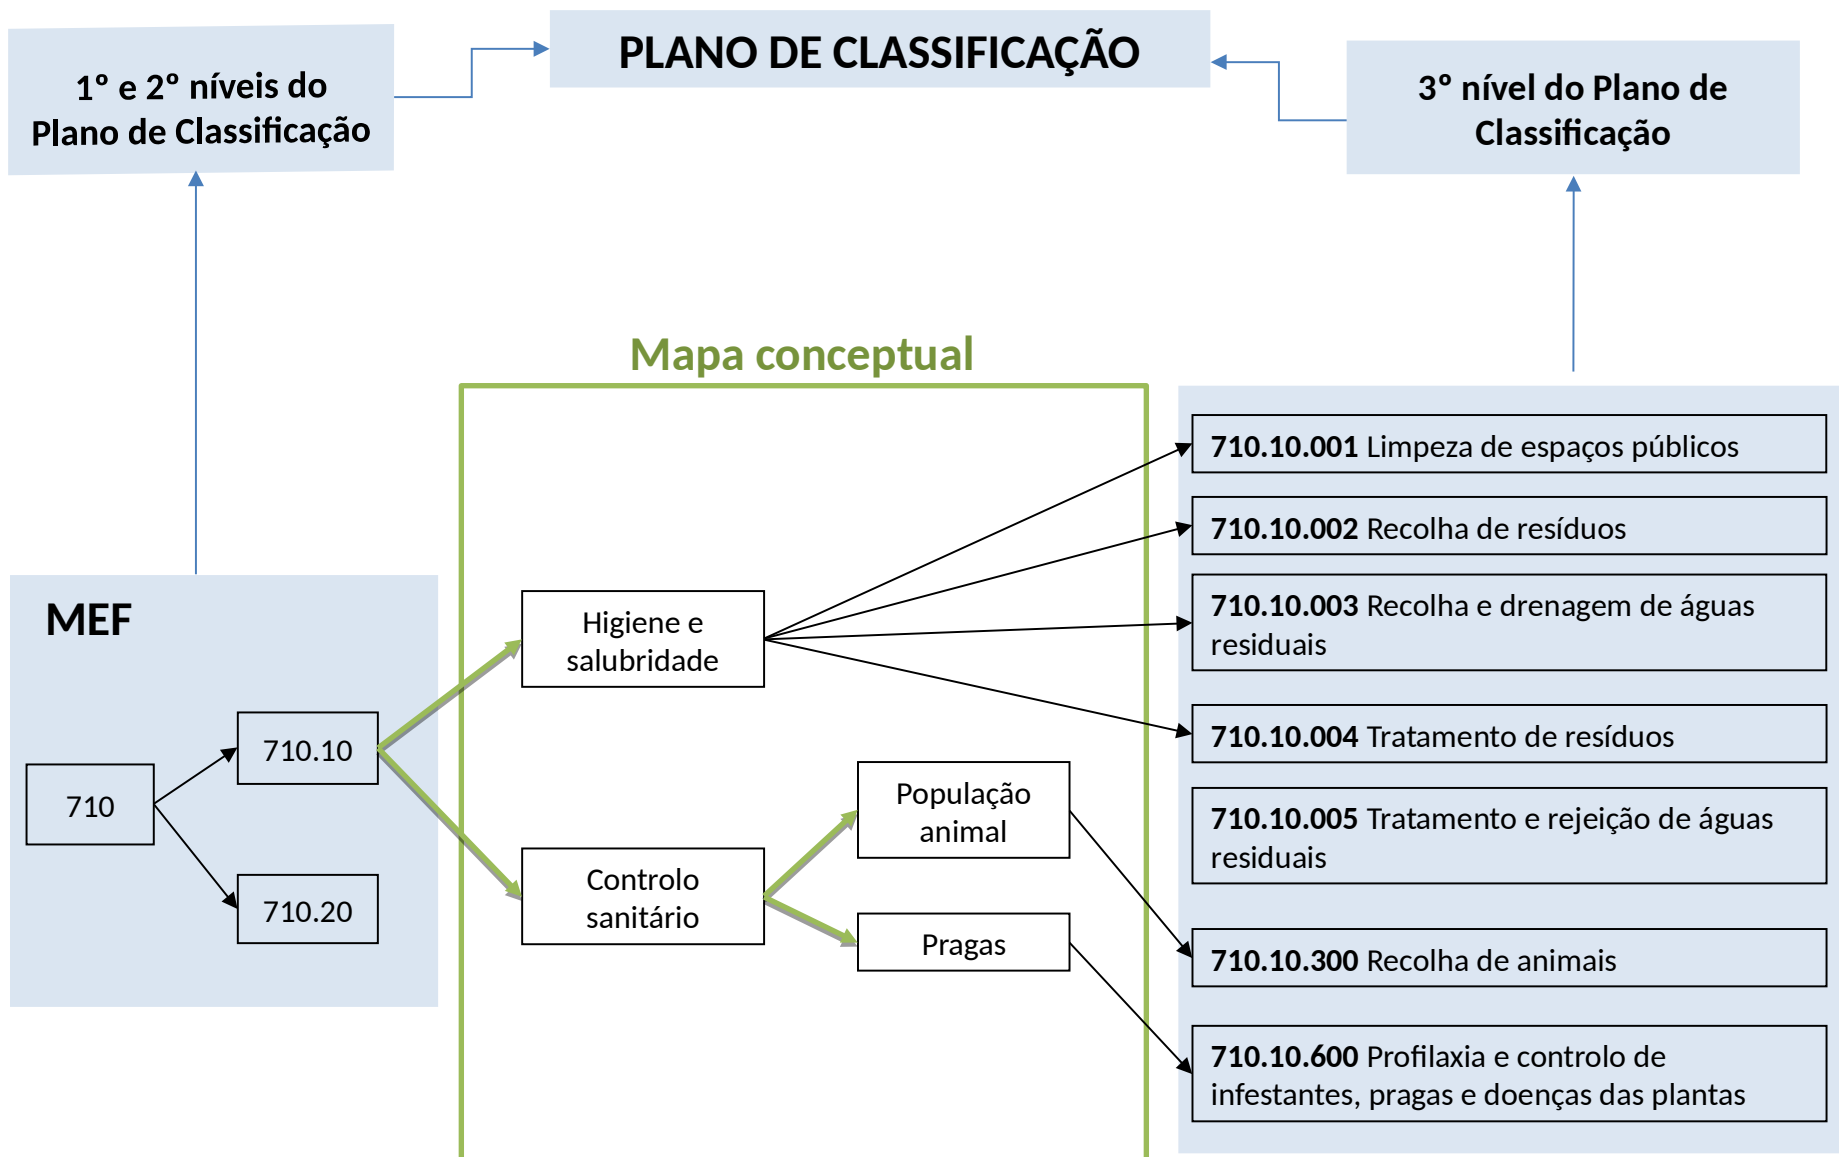 1º e 2º níveis do
Plano de Classificação
PLANO DE CLASSIFICAÇÃO
3º nível do Plano de
Classificação
Mapa conceptual
MEF
710
710.10
710.20
Higiene e
salubridade
Controlo
sanitário
População
animal
Pragas
710.10.001 Limpeza de espaços públicos
710.10.002 Recolha de resíduos
710.10.003 Recolha e drenagem de águas
residuais
710.10.004 Tratamento de resíduos
710.10.005 Tratamento e rejeição de águas
residuais
710.10.300 Recolha de animais
710.10.600 Profilaxia e controlo de
infestantes, pragas e doenças das plantas